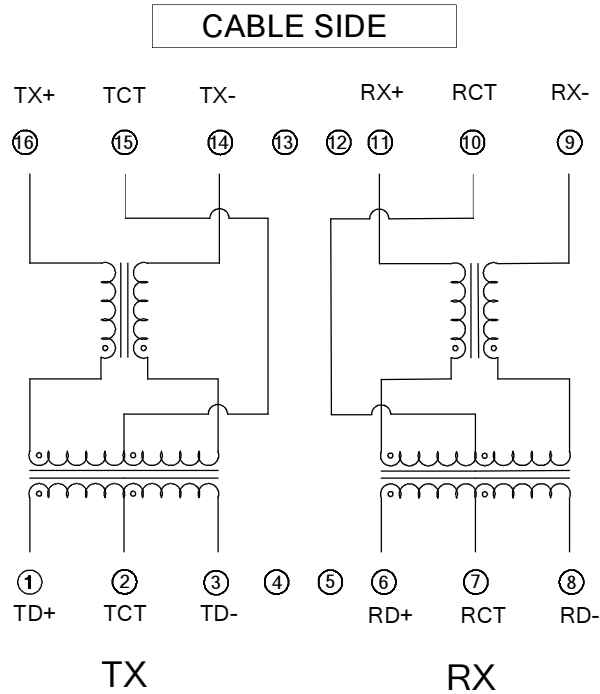 CABLE SIDE
TX+ TCT TX- RX+ RCT RX-
16 15 14 13 12 11 10 9
1 2 3 4 5 6 7 8
TD+ TCT TD- RD+ RCT RD-
TX RX